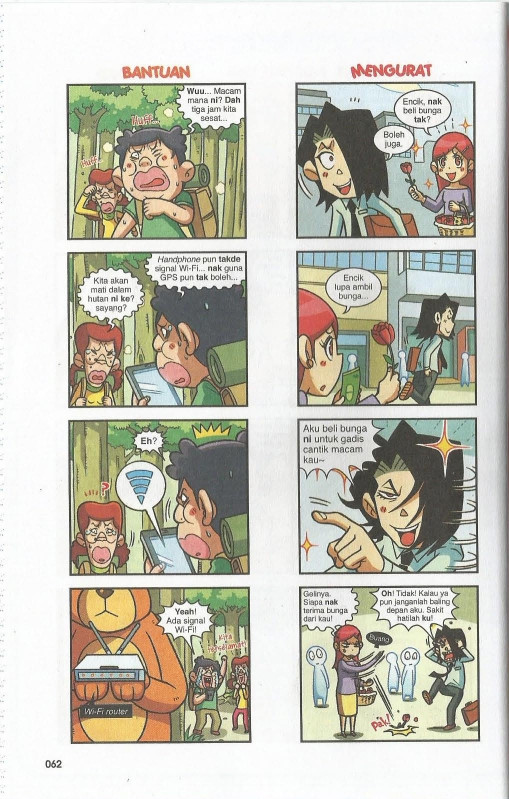 BANTUAN
Wuu... Macam
mana ni? Dah
tiga jam kita
sesat...
Huff...
Huff
Handphone pun takde
signal Wi-Fi... nak guna
GPS pun tak boleh...
Kita akan
mati dalam
hutan ni ke?
sayang?
Eh?
?
Yeah!
Ada signal
Wi-Fi!
Kita
terselamat!
Wi-Fi router
MENGURAT
Encik, nak
beli bunga
tak?
Boleh
juga.
Encik
lupa ambil
bunga...
Aku beli bunga
ni untuk gadis
cantik macam
kau~
Gelinya.
Siapa nak
terima bunga
dari kau!
Oh! Tidak! Kalau ya
pun janganlah baling
depan aku. Sakit
hatilah ku!
Buang
pak!
062